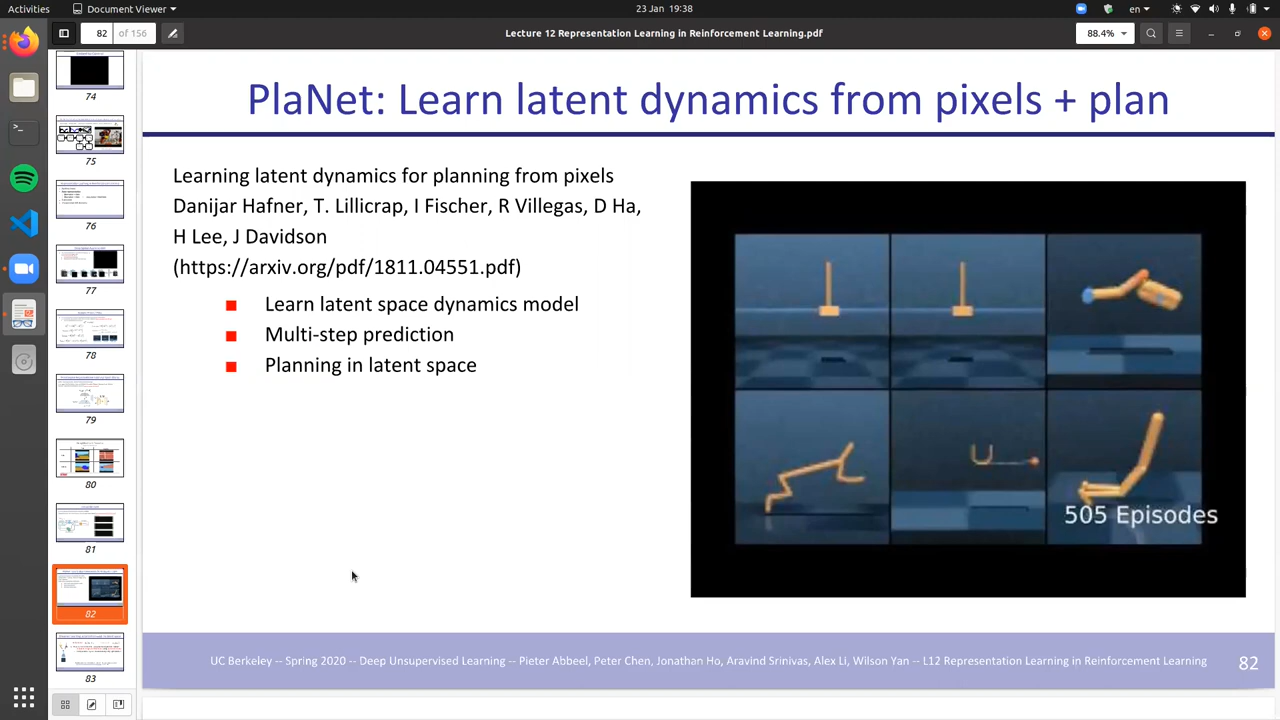 Activities
Document Viewer
23 Jan 19:38
en
82
of 156
Lecture 12 Representation Learning in Reinforcement Learning.pdf
88.4%
74
75
76
77
78
79
80
81
82
83
PlaNet: Learn latent dynamics from pixels + plan
Learning latent dynamics for planning from pixels
Danijar Hafner, T. Lillicrap, I Fischer, R Villegas, D Ha,
H Lee, J Davidson
(https://arxiv.org/pdf/1811.04551.pdf)
Learn latent space dynamics model
Multi-step prediction
Planning in latent space
505 Episodes
UC Berkeley -- Spring 2020 -- Deep Unsupervised Learning -- Pieter Abbeel, Peter Chen, Jonathan Ho, Aravind Srinivas, Alex Li, Wilson Yan -- L12 Representation Learning in Reinforcement Learning
82